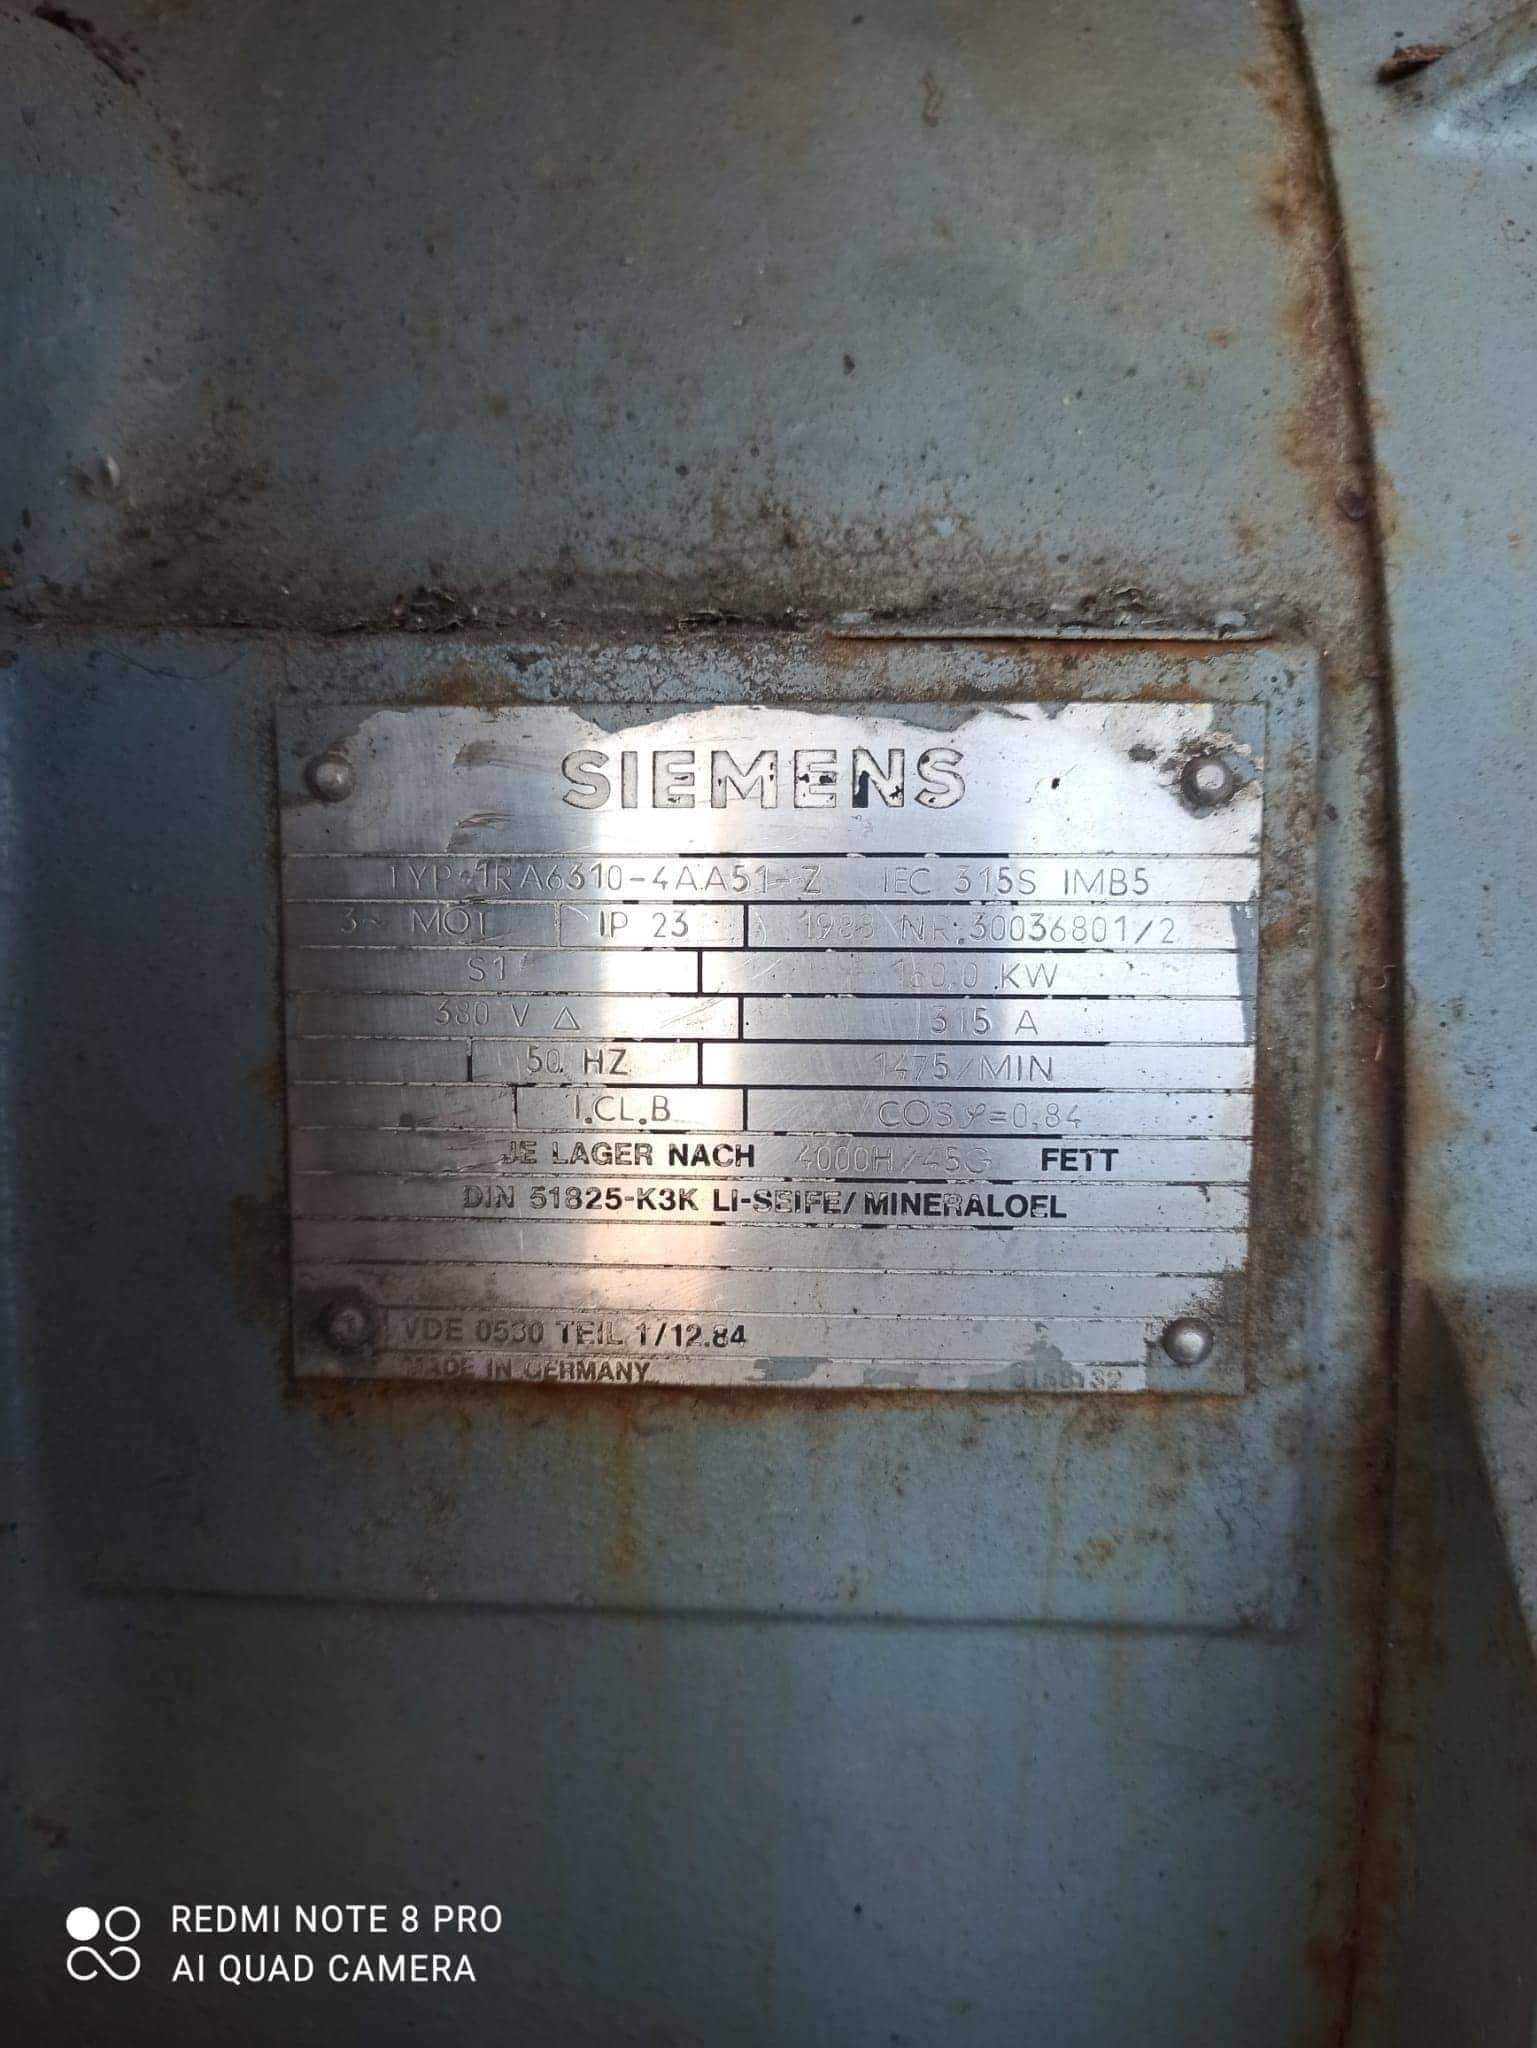 SIEMENS
TYP 1RA6310-4AA51-Z IEC 315S IMB5
3~ MOT IP 23 1988 NR. 30036801/2
S1 160,0 KW
380 V △ 315 A
50 HZ 1475/MIN
I.CL.B COSφ=0,84
JE LAGER NACH 4000H/45G FETT
DIN 51825-K3K LI-SEIFE/MINERALOEL
VDE 0530 TEIL 1/12.84
MADE IN GERMANY
REDMI NOTE 8 PRO
AI QUAD CAMERA